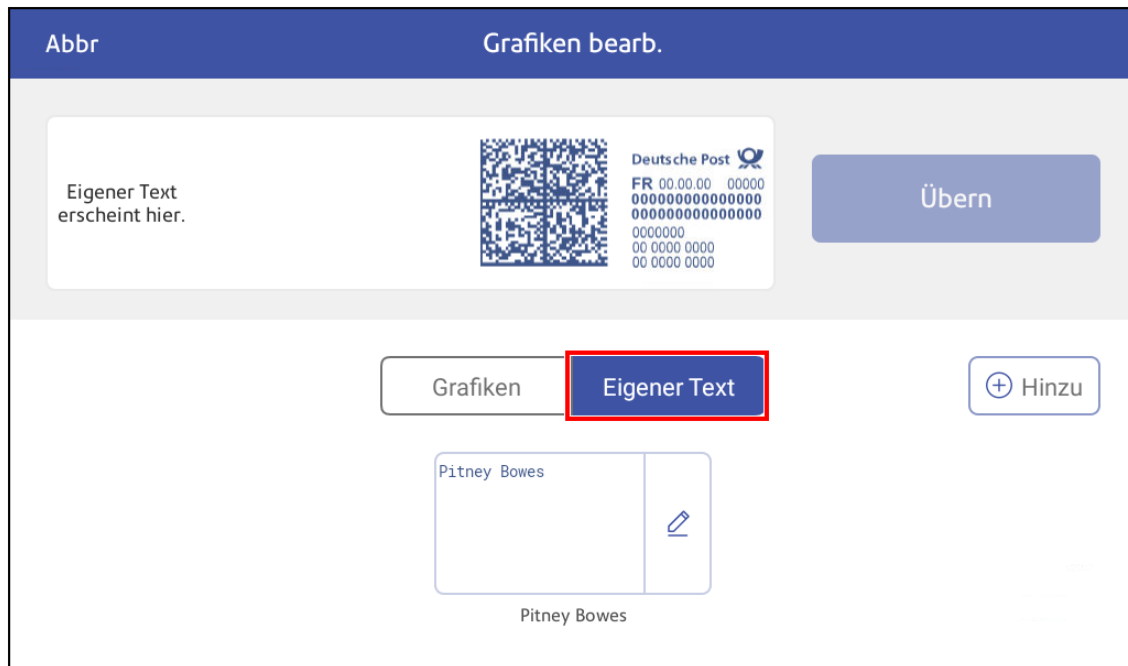 Abbr
Grafiken bearb.
Eigener Text
erscheint hier.
Deutsche Post
FR 00.00.00 00000
000000000000000
000000000000000
0000000
00 0000 0000
00 0000 0000
Übern
Grafiken
Eigener Text
Hinzu
Pitney Bowes
Pitney Bowes